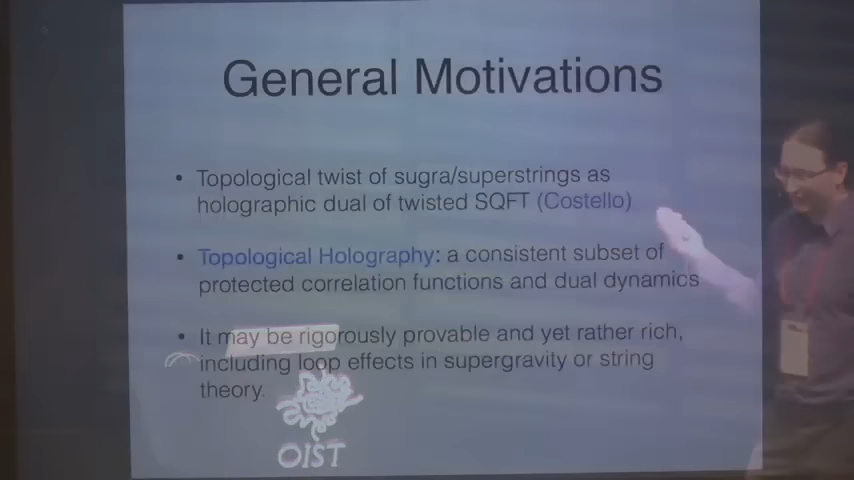 General Motivations
• Topological twist of sugra/superstrings as
holographic dual of twisted SQFT (Costello)
• Topological Holography: a consistent subset of
protected correlation functions and dual dynamics
• It may be rigorously provable and yet rather rich,
including loop effects in supergravity or string
theory.
OIST